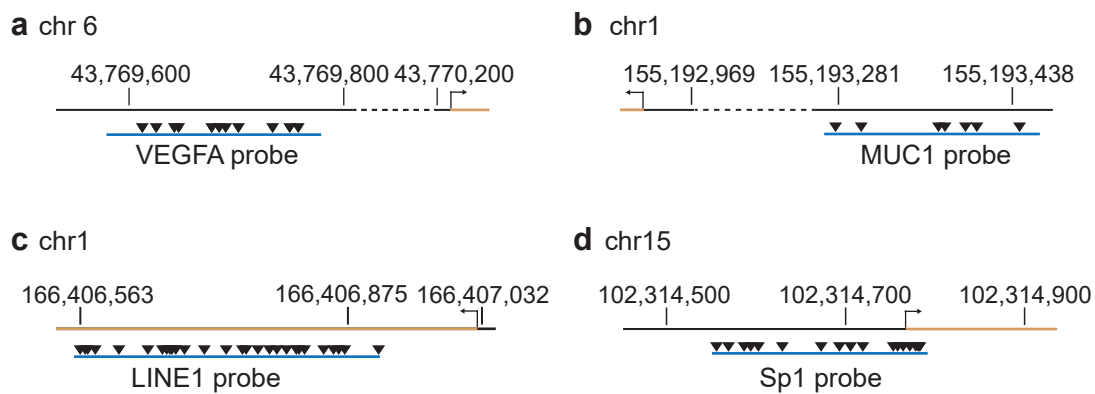 a chr 6
43,769,600 43,769,800 43,770,200
VEGFA probe
b chr1
155,192,969 155,193,281 155,193,438
MUC1 probe
c chr1
166,406,563 166,406,875 166,407,032
LINE1 probe
d chr15
102,314,500 102,314,700 102,314,900
Sp1 probe